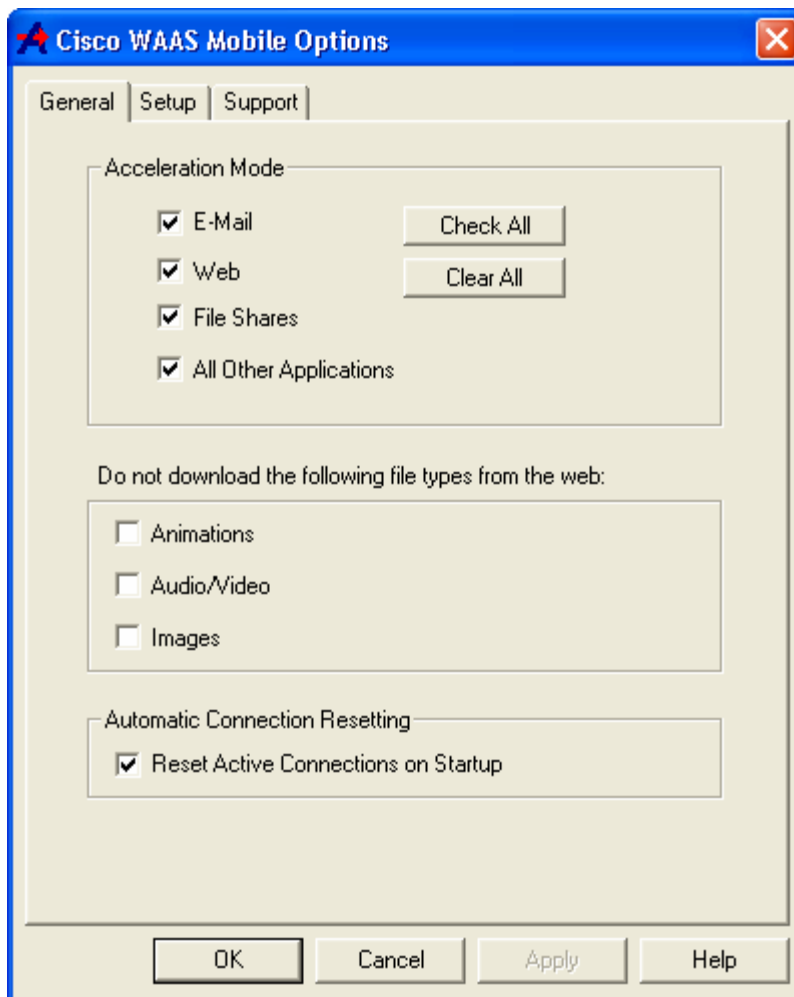 Cisco WAAS Mobile Options
General Setup Support
Acceleration Mode
E-Mail Check All
Web Clear All
File Shares
All Other Applications
Do not download the following file types from the web:
Animations
Audio/Video
Images
Automatic Connection Resetting
Reset Active Connections on Startup
OK Cancel Apply Help